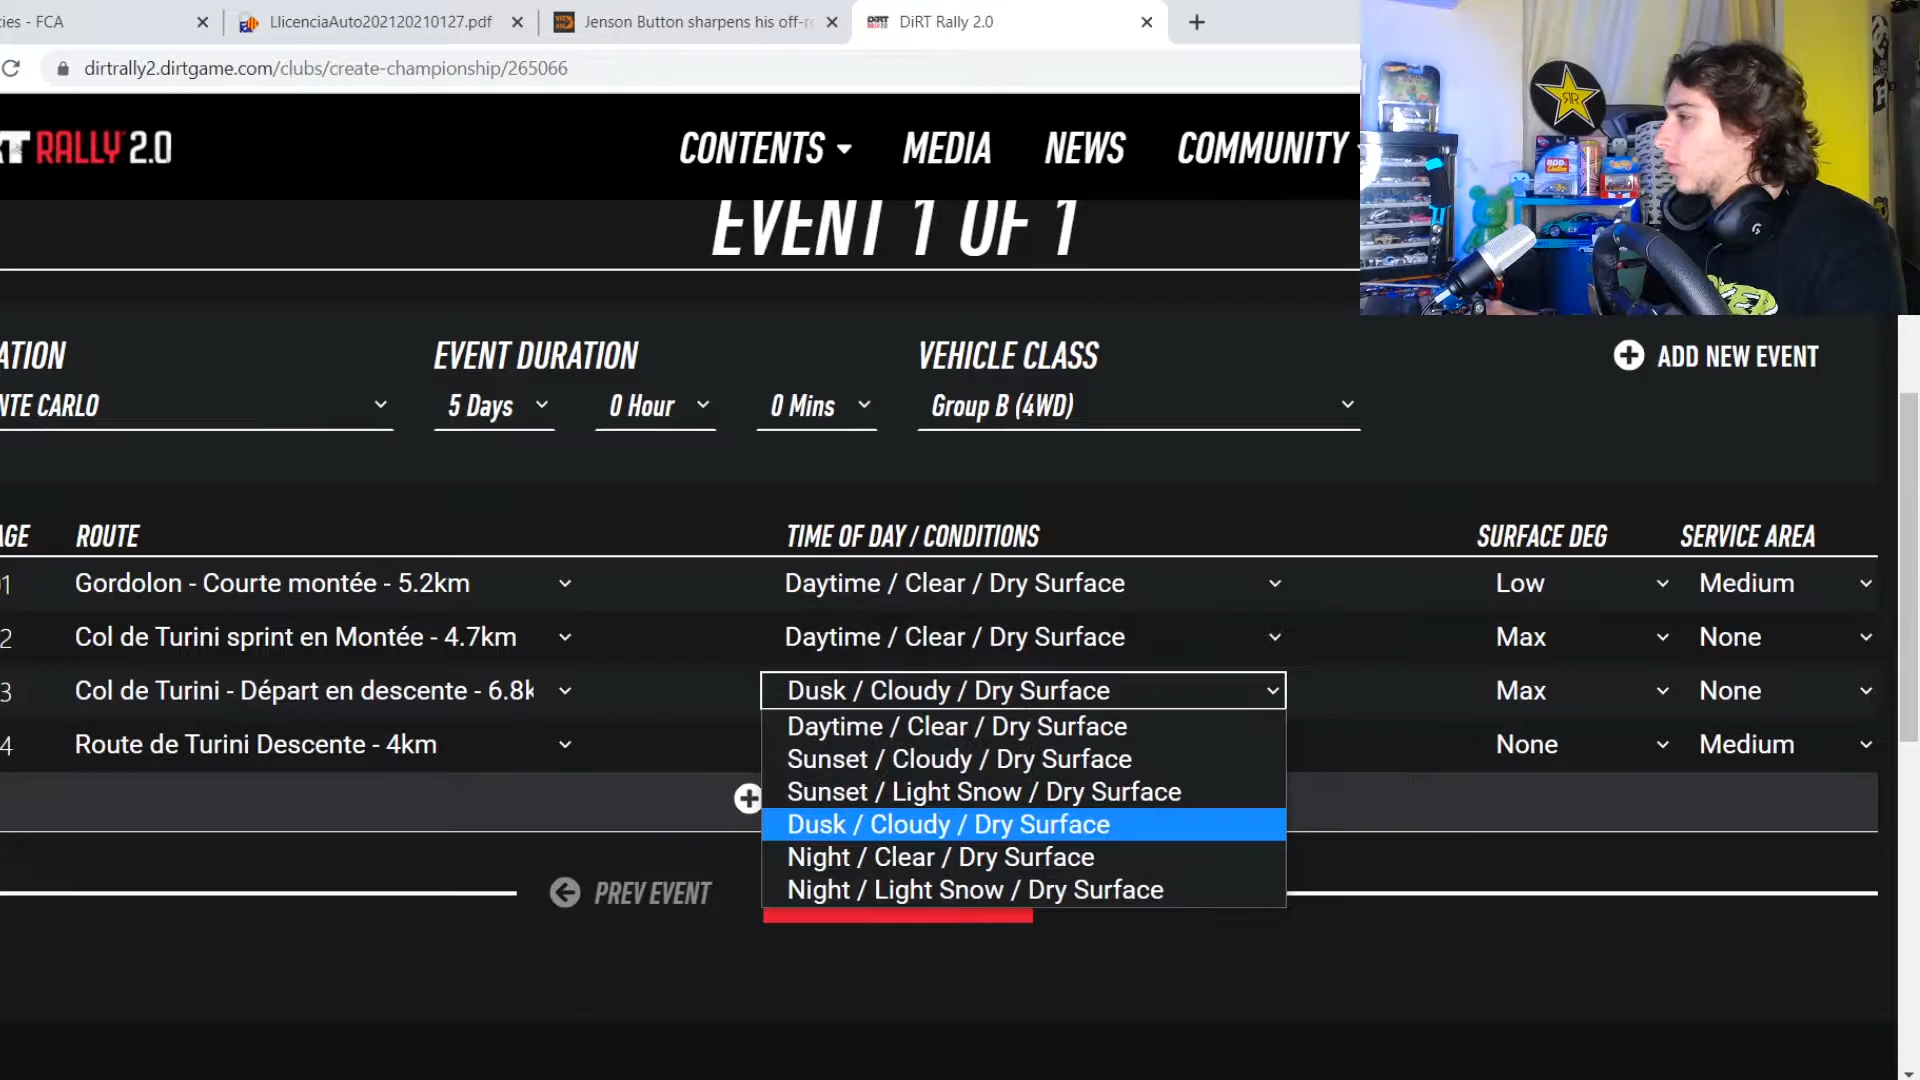 ties - FCA
LlicenciaAuto202120210127.pdf
Jenson Button sharpens his off-r
DiRT Rally 2.0
dirtrally2.dirtgame.com/clubs/create-championship/265066
RT RALLY 2.0
CONTENTS
MEDIA
NEWS
COMMUNITY
EVENT 1 OF 1
ATION
EVENT DURATION
VEHICLE CLASS
ADD NEW EVENT
NTE CARLO
5 Days
0 Hour
0 Mins
Group B (4WD)
AGE
ROUTE
TIME OF DAY / CONDITIONS
SURFACE DEG
SERVICE AREA
01
Gordolon - Courte montée - 5.2km
Daytime / Clear / Dry Surface
Low
Medium
2
Col de Turini sprint en Montée - 4.7km
Daytime / Clear / Dry Surface
Max
None
3
Col de Turini - Départ en descente - 6.8k
Dusk / Cloudy / Dry Surface
Max
None
4
Route de Turini Descente - 4km
None
Medium
Daytime / Clear / Dry Surface
Sunset / Cloudy / Dry Surface
Sunset / Light Snow / Dry Surface
Dusk / Cloudy / Dry Surface
Night / Clear / Dry Surface
Night / Light Snow / Dry Surface
PREV EVENT